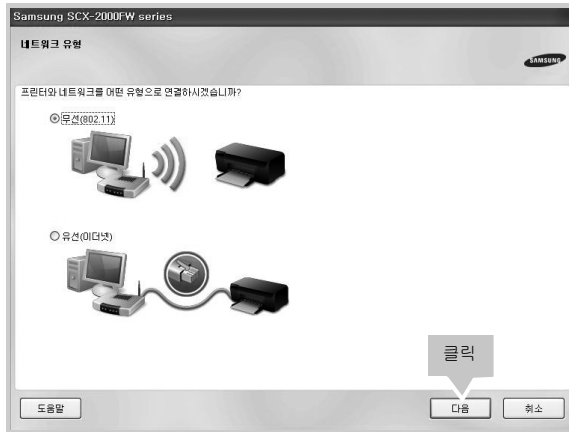 Samsung SCX-2000FW series
네트워크 유형
SAMSUNG
프린터와 네트워크를 어떤 유형으로 연결하시겠습니까?
무선(802,11)
유선(이더넷)
클릭
도움말
다음
취소